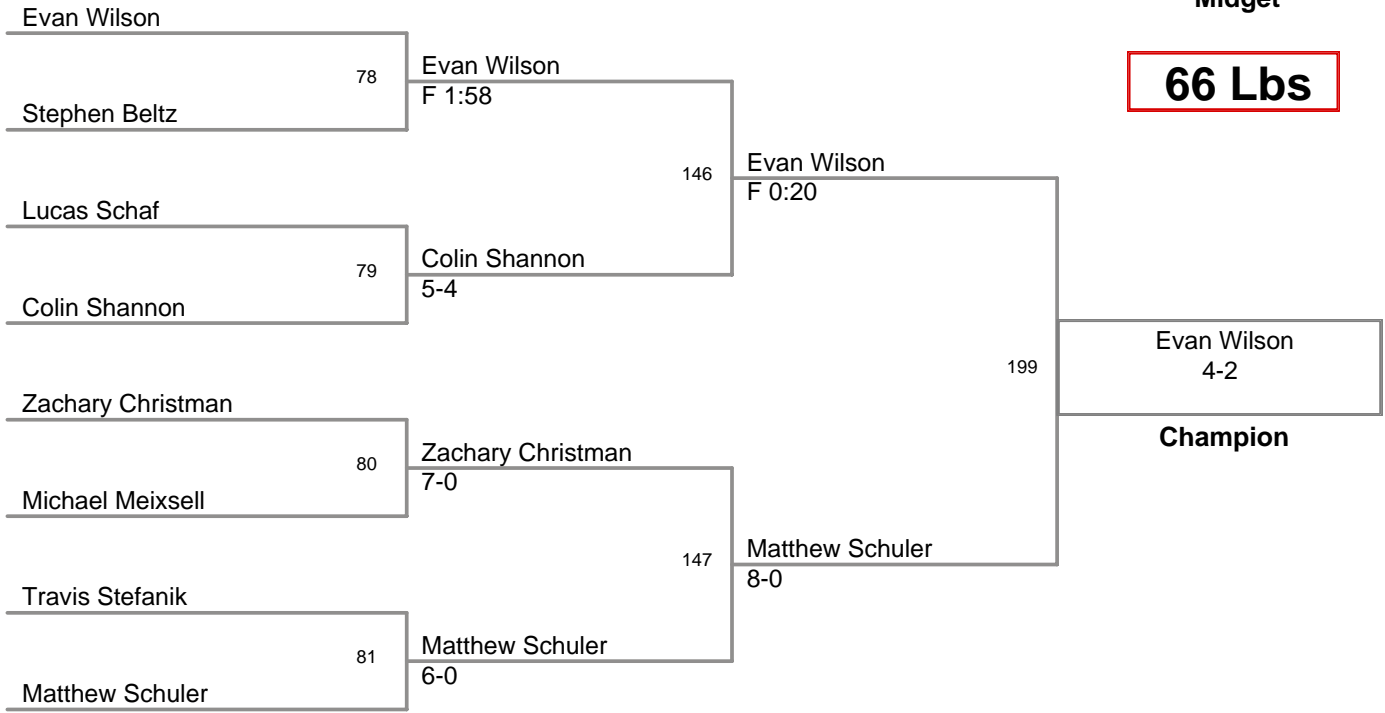 Midget
66 Lbs
Evan Wilson
78
Stephen Beltz
Evan Wilson
F 1:58
Lucas Schaf
79
Colin Shannon
Colin Shannon
5-4
146
Evan Wilson
F 0:20
Zachary Christman
80
Michael Meixsell
Zachary Christman
7-0
Travis Stefanik
81
Matthew Schuler
Matthew Schuler
6-0
147
Matthew Schuler
8-0
199
Evan Wilson
4-2
Champion